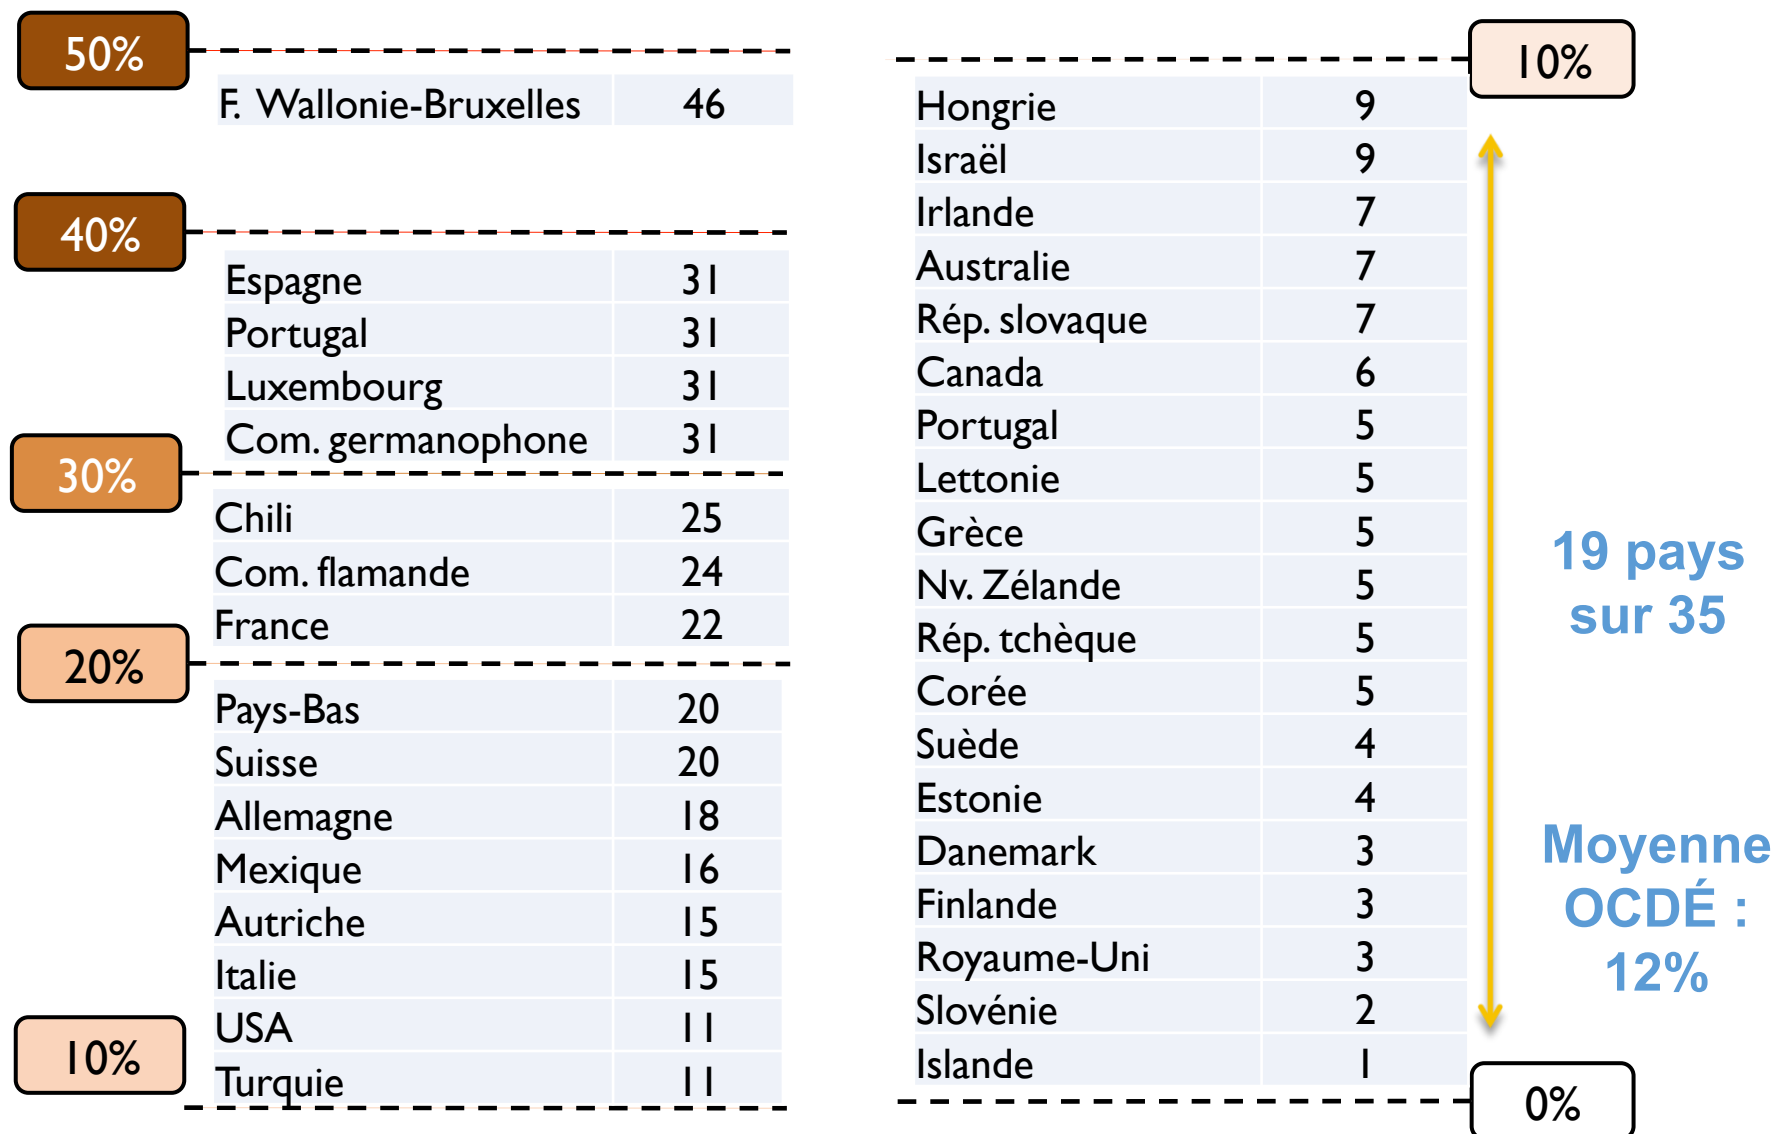 50%
F. Wallonie-Bruxelles 46
40%
Espagne 31
Portugal 31
Luxembourg 31
Com. germanophone 31
30%
Chili 25
Com. flamande 24
France 22
20%
Pays-Bas 20
Suisse 20
Allemagne 18
Mexique 16
Autriche 15
Italie 15
USA 11
10%
Turquie 11
10%
Hongrie 9
Israël 9
Irlande 7
Australie 7
Rép. slovaque 7
Canada 6
Portugal 5
Lettonie 5
Grèce 5
Nv. Zélande 5
Rép. tchèque 5
Corée 5
Suède 4
Estonie 4
Danemark 3
Finlande 3
Royaume-Uni 3
Slovénie 2
Islande 1
0%
19 pays
sur 35
Moyenne
OCDÉ :
12%